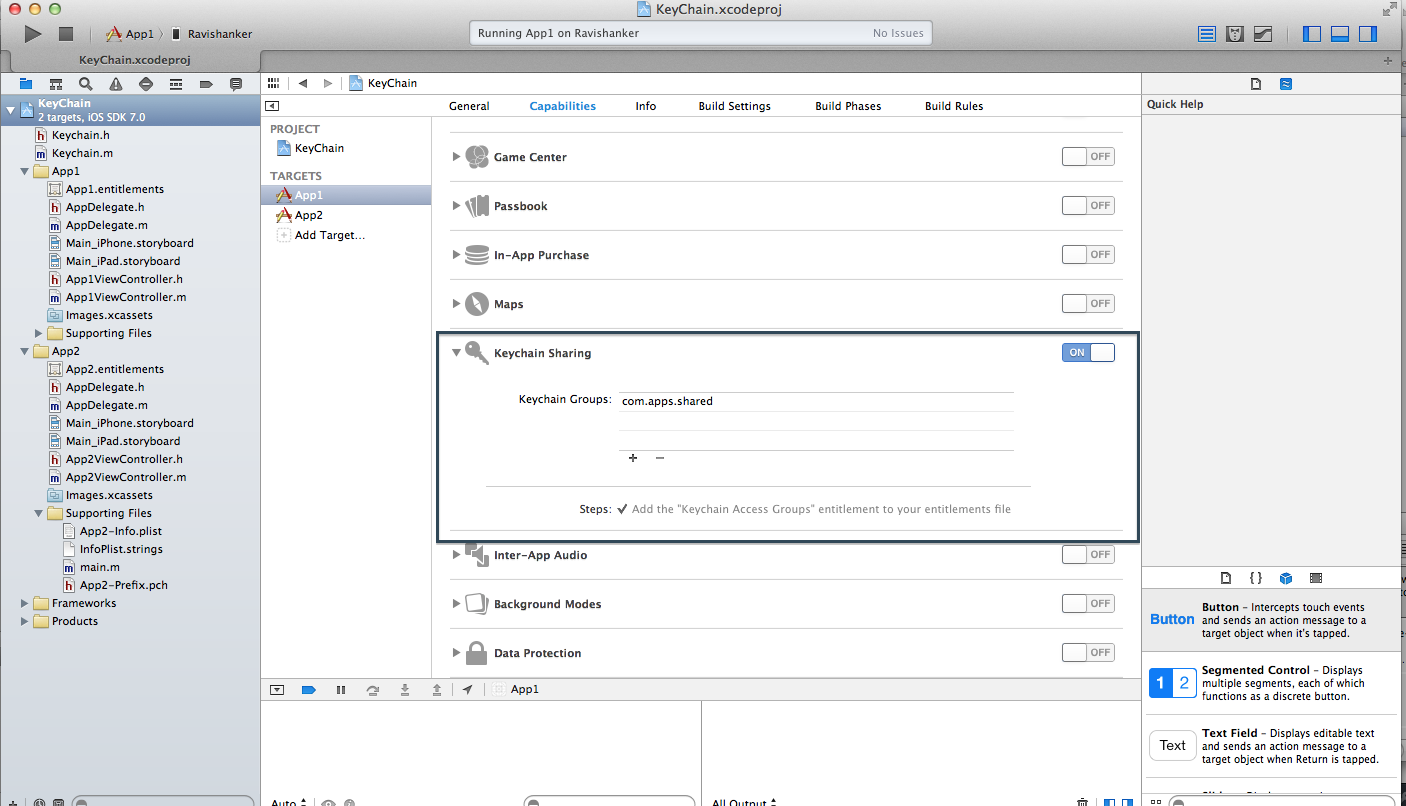 KeyChain.xcodeproj
App1
Ravishanker
Running App1 on Ravishanker
No Issues
KeyChain.xcodeproj
KeyChain
2 targets, iOS SDK 7.0
Keychain.h
Keychain.m
App1
App1.entitlements
AppDelegate.h
AppDelegate.m
Main_iPhone.storyboard
Main_iPad.storyboard
App1ViewController.h
App1ViewController.m
Images.xcassets
Supporting Files
App2
App2.entitlements
AppDelegate.h
AppDelegate.m
Main_iPhone.storyboard
Main_iPad.storyboard
App2ViewController.h
App2ViewController.m
Images.xcassets
Supporting Files
App2-Info.plist
InfoPlist.strings
main.m
App2-Prefix.pch
Frameworks
Products
KeyChain
General Capabilities Info Build Settings Build Phases Build Rules
PROJECT
KeyChain
TARGETS
App1
App2
Add Target...
Game Center OFF
Passbook OFF
In-App Purchase OFF
Maps OFF
Keychain Sharing ON
Keychain Groups: com.apps.shared
Steps: ✓ Add the "Keychain Access Groups" entitlement to your entitlements file
Inter-App Audio OFF
Background Modes OFF
Data Protection OFF
App1
Auto
All Output
Quick Help
Button
Button - Intercepts touch events
and sends an action message to a
target object when it's tapped.
1 2
Segmented Control - Displays
multiple segments, each of which
functions as a discrete button.
Text
Text Field - Displays editable text
and sends an action message to a
target object when Return is tapped.